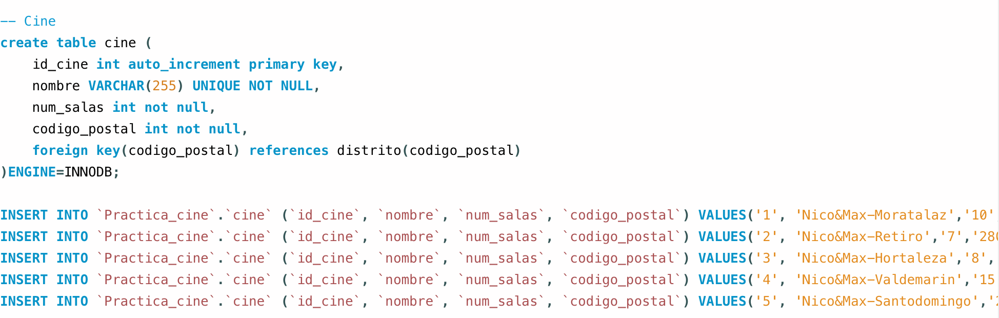 -- Cine
create table cine (
    id_cine int auto_increment primary key,
    nombre VARCHAR(255) UNIQUE NOT NULL,
    num_salas int not null,
    codigo_postal int not null,
    foreign key(codigo_postal) references distrito(codigo_postal)
)ENGINE=INNODB;
INSERT INTO `Practica_cine`.`cine` (`id_cine`, `nombre`, `num_salas`, `codigo_postal`) VALUES('1', 'Nico&Max-Moratalaz','10'
INSERT INTO `Practica_cine`.`cine` (`id_cine`, `nombre`, `num_salas`, `codigo_postal`) VALUES('2', 'Nico&Max-Retiro','7','28
INSERT INTO `Practica_cine`.`cine` (`id_cine`, `nombre`, `num_salas`, `codigo_postal`) VALUES('3', 'Nico&Max-Hortaleza','8',
INSERT INTO `Practica_cine`.`cine` (`id_cine`, `nombre`, `num_salas`, `codigo_postal`) VALUES('4', 'Nico&Max-Valdemarin','15
INSERT INTO `Practica_cine`.`cine` (`id_cine`, `nombre`, `num_salas`, `codigo_postal`) VALUES('5', 'Nico&Max-Santodomingo','